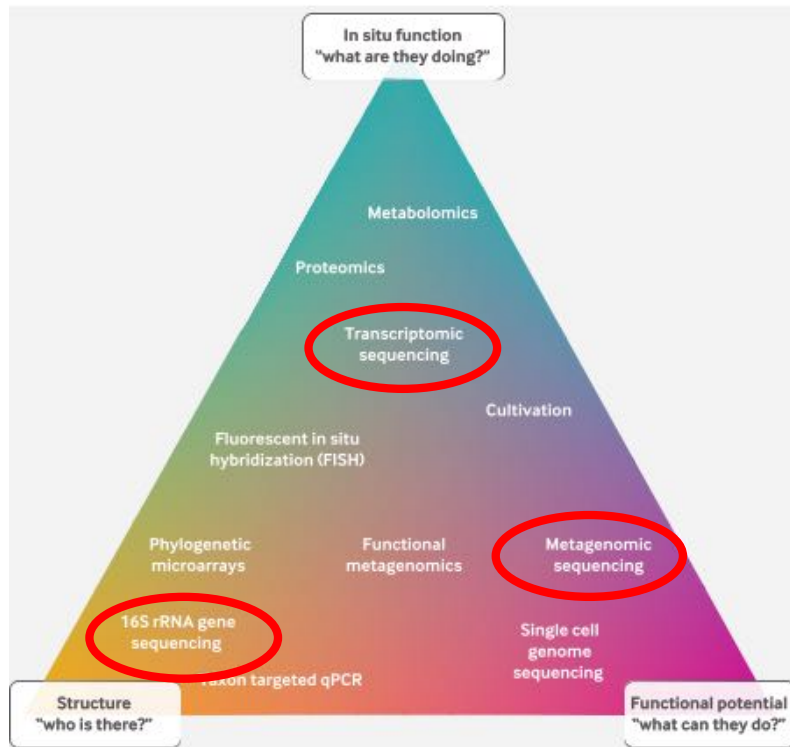 In situ function
"what are they doing?"
Metabolomics
Proteomics
Transcriptomic
sequencing
Cultivation
Fluorescent in situ
hybridization (FISH)
Phylogenetic
microarrays
Functional
metagenomics
Metagenomic
sequencing
16S rRNA gene
sequencing
Single cell
genome
sequencing
Taxon targeted qPCR
Structure
"who is there?"
Functional potential
"what can they do?"